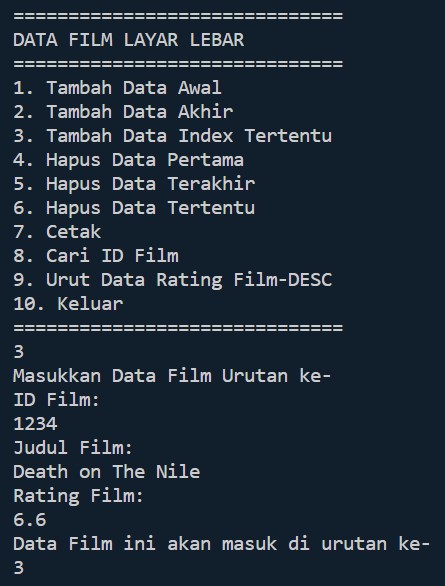 ==============================
DATA FILM LAYAR LEBAR
==============================
1. Tambah Data Awal
2. Tambah Data Akhir
3. Tambah Data Index Tertentu
4. Hapus Data Pertama
5. Hapus Data Terakhir
6. Hapus Data Tertentu
7. Cetak
8. Cari ID Film
9. Urut Data Rating Film-DESC
10. Keluar
==============================
3
Masukkan Data Film Urutan ke-
ID Film:
1234
Judul Film:
Death on The Nile
Rating Film:
6.6
Data Film ini akan masuk di urutan ke-
3